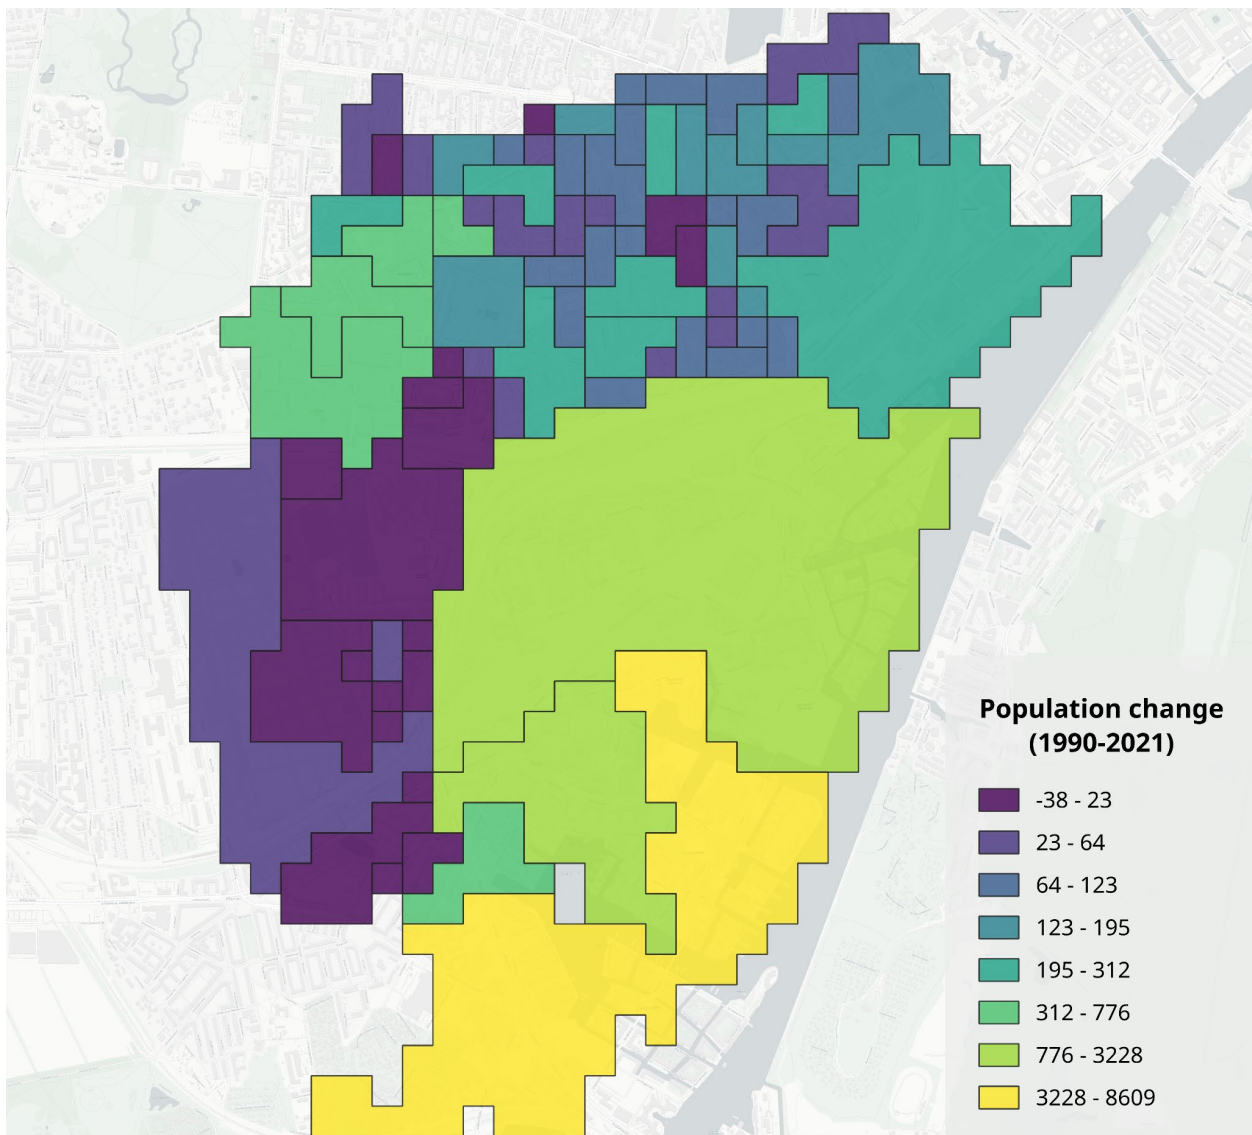 Population change
(1990-2021)
-38 - 23
23 - 64
64 - 123
123 - 195
195 - 312
312 - 776
776 - 3228
3228 - 8609